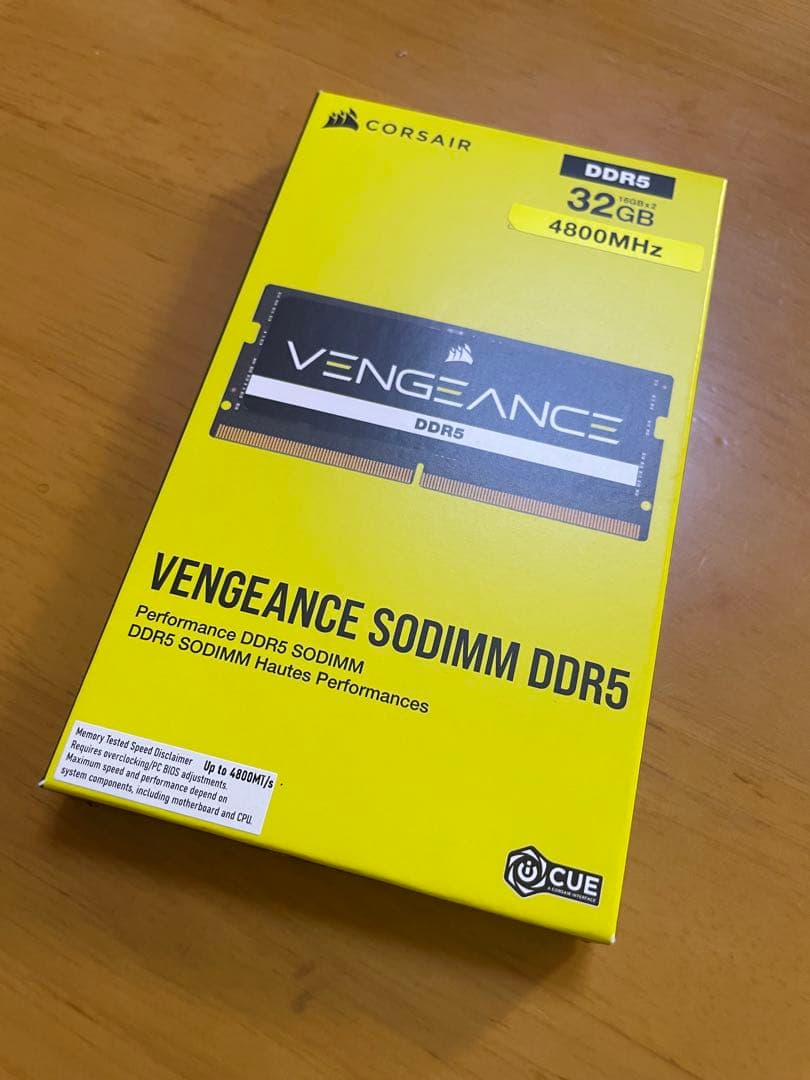 CORSAIR
DDR5
16GBx2
32GB
4800MHz
VENGEANCE
DDR5
VENGEANCE SODIMM DDR5
Performance DDR5 SODIMM
DDR5 SODIMM Hautes Performances
Memory Tested Speed Disclaimer Up to 4800MT/s
Requires overclocking/PC BIOS adjustments.
Maximum speed and performance depend on
system components, including motherboard and CPU.
iCUE
A CORSAIR INTERFACE